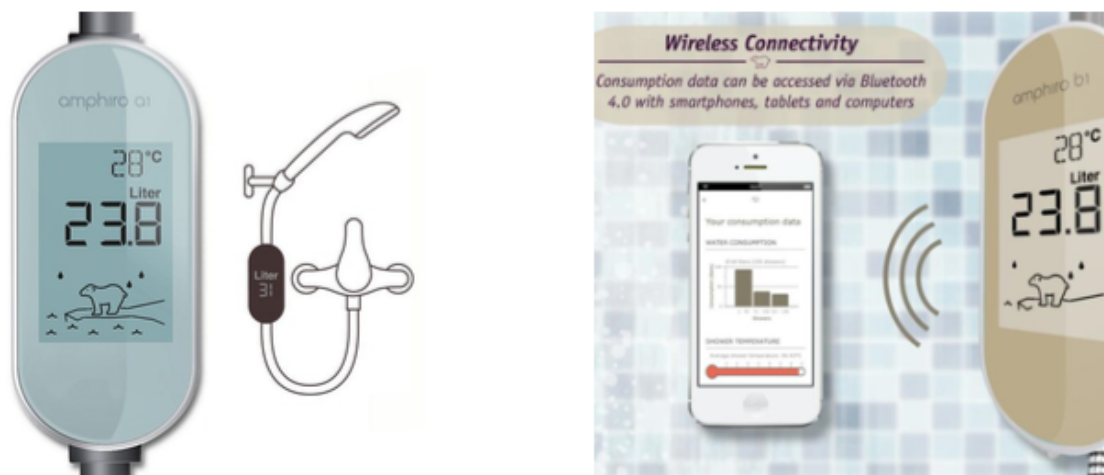 amphiro a1
28°C
Liter
23.8
Liter
31
Wireless Connectivity
Consumption data can be accessed via Bluetooth
4.0 with smartphones, tablets and computers
Your consumption data
WATER CONSUMPTION
SHOWER TEMPERATURE
amphiro b1
28°C
Liter
23.8